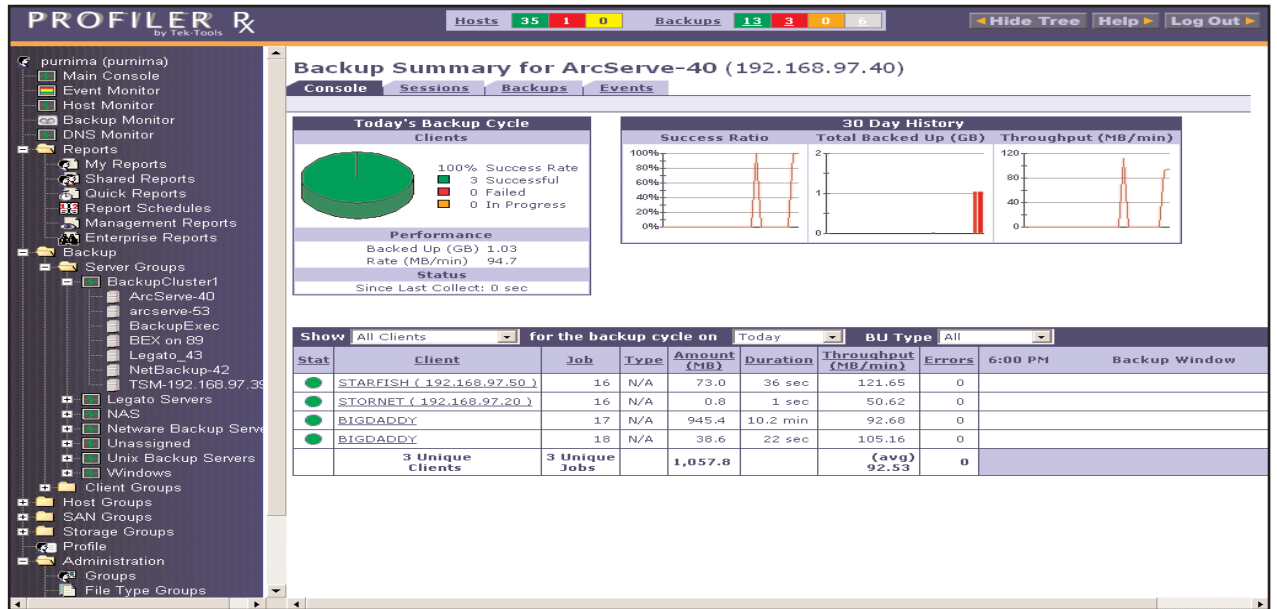 PROFILER Rx
by Tek-Tools
Hosts 35 1 0 Backups 13 3 0 6
Hide Tree Help Log Out
purnima (purnima)
Main Console
Event Monitor
Host Monitor
Backup Monitor
DNS Monitor
Reports
My Reports
Shared Reports
Quick Reports
Report Schedules
Management Reports
Enterprise Reports
Backup
Server Groups
BackupCluster1
ArcServe-40
arcserve-53
BackupExec
BEX on 89
Legato_43
NetBackup-42
TSM-192.168.97.39
Legato Servers
NAS
Netware Backup Serve
Unassigned
Unix Backup Servers
Windows
Client Groups
Host Groups
SAN Groups
Storage Groups
Profile
Administration
Groups
File Type Groups
Backup Summary for ArcServe-40 (192.168.97.40)
Console Sessions Backups Events
Today's Backup Cycle
Clients
100% Success Rate
3 Successful
0 Failed
0 In Progress
Performance
Backed Up (GB) 1.03
Rate (MB/min) 94.7
Status
Since Last Collect: 0 sec
30 Day History
Success Ratio Total Backed Up (GB) Throughput (MB/min)
100%
80%
60%
40%
20%
0%
2
1
0
120
80
40
0
Show All Clients for the backup cycle on Today BU Type All
Stat Client Job Type Amount (MB) Duration Throughput (MB/min) Errors 6:00 PM Backup Window
STARFISH ( 192.168.97.50 ) 16 N/A 73.0 36 sec 121.65 0
STORNET ( 192.168.97.20 ) 16 N/A 0.8 1 sec 50.62 0
BIGDADDY 17 N/A 945.4 10.2 min 92.68 0
BIGDADDY 18 N/A 38.6 22 sec 105.16 0
3 Unique Clients 3 Unique Jobs 1,057.8 (avg) 92.53 0